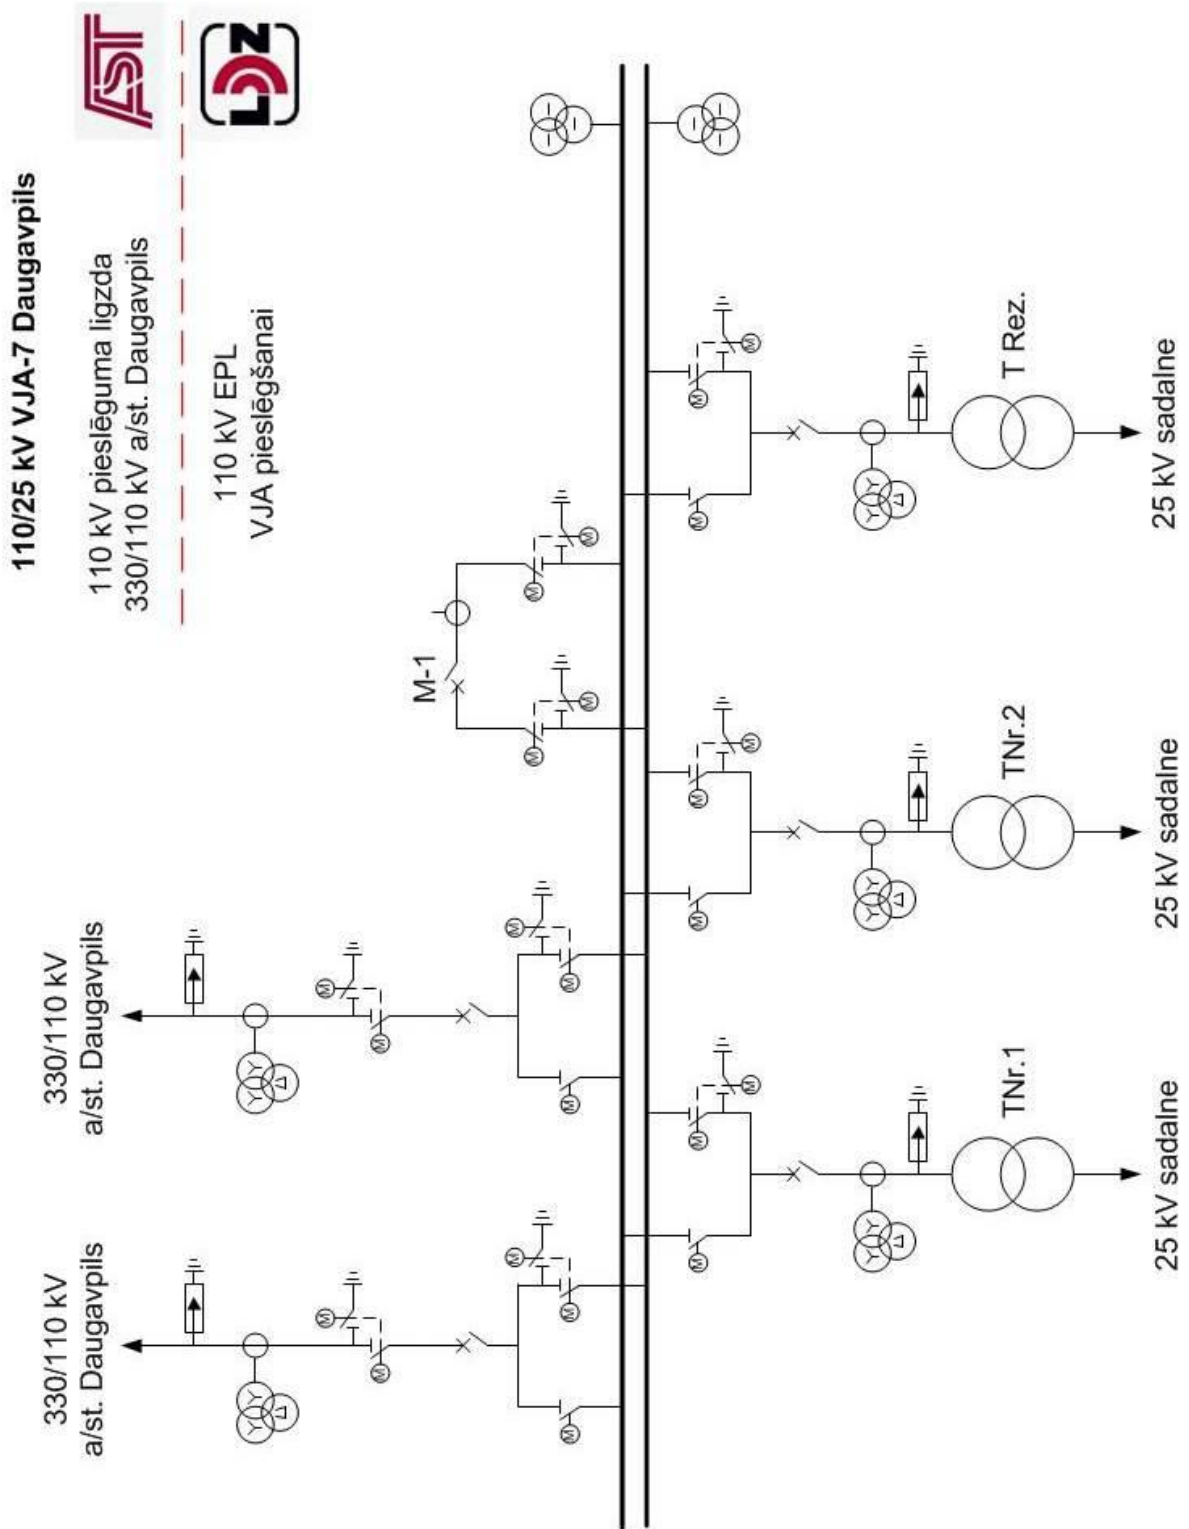 110/25 kV VJA-7 Daugavpils
110 kV pieslēguma ligzda
330/110 kV a/st. Daugavpils
AST
110 kV EPL
VJA pieslēgšanai
LDz
330/110 kV
a/st. Daugavpils
330/110 kV
a/st. Daugavpils
M-1
M
M
M
M
M
M
M
M
M
M
M
M
M
M
Y
Y
Δ
Y
Y
Δ
M
M
M
M
M
M
M
M
M
Y
Y
Δ
Y
Y
Δ
Y
Y
Δ
TNr.1
TNr.2
T Rez.
25 kV sadalne
25 kV sadalne
25 kV sadalne